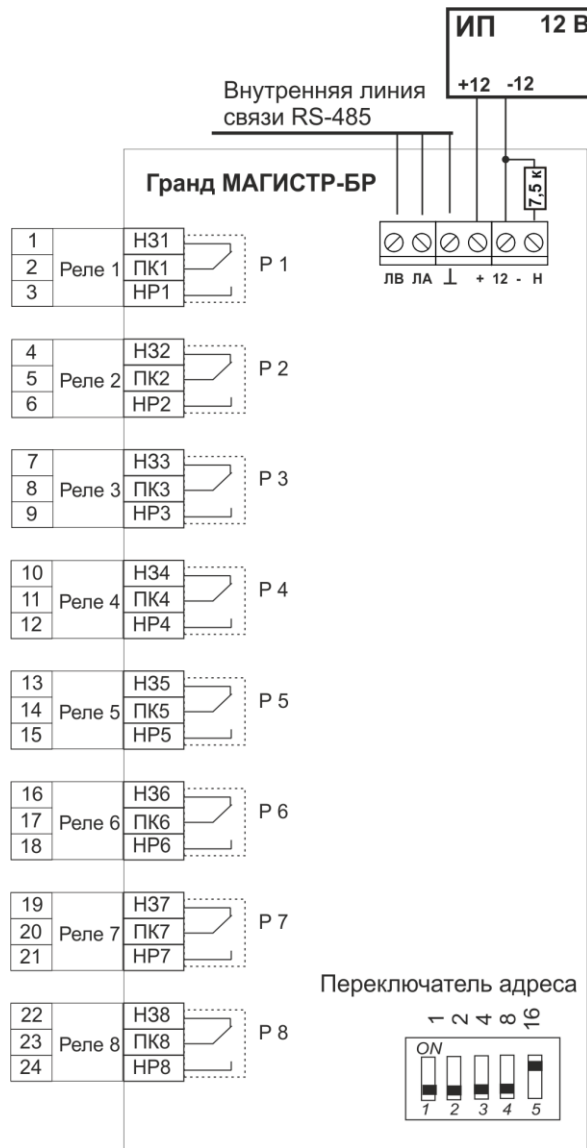 ИП 12 В
+12 -12
Внутренняя линия
связи RS-485
7,5 к
Гранд МАГИСТР-БР
ЛВ ЛА ⊥ + 12 - Н
1 НЗ1
2 Реле 1 ПК1 Р 1
3 НР1
4 НЗ2
5 Реле 2 ПК2 Р 2
6 НР2
7 НЗ3
8 Реле 3 ПК3 Р 3
9 НР3
10 НЗ4
11 Реле 4 ПК4 Р 4
12 НР4
13 НЗ5
14 Реле 5 ПК5 Р 5
15 НР5
16 НЗ6
17 Реле 6 ПК6 Р 6
18 НР6
19 НЗ7
20 Реле 7 ПК7 Р 7
21 НР7
22 НЗ8
23 Реле 8 ПК8 Р 8
24 НР8
Переключатель адреса
1 2 4 8 16
ON
1 2 3 4 5